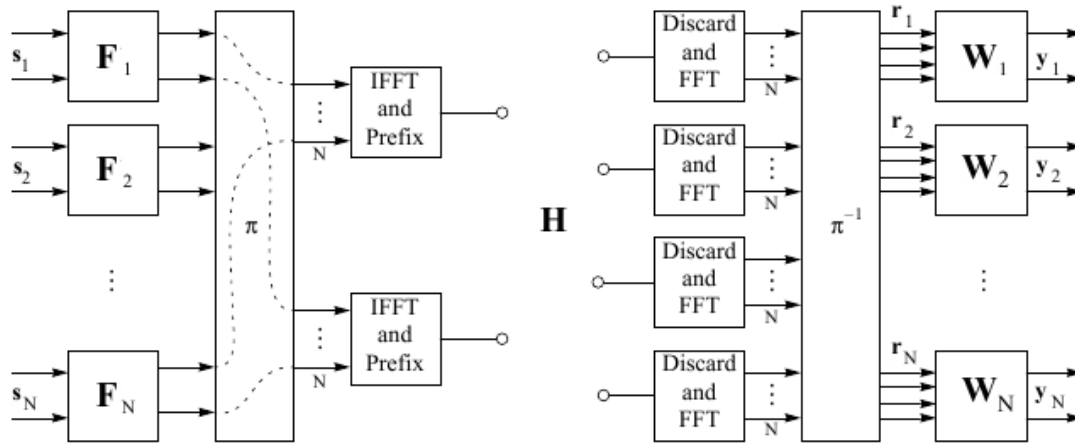 s1
F1
s2
F2
⋮
sN
FN
π
IFFT
and
Prefix
⋮
N
IFFT
and
Prefix
⋮
N
H
Discard
and
FFT
⋮
N
Discard
and
FFT
⋮
N
Discard
and
FFT
⋮
N
Discard
and
FFT
⋮
N
π−1
r1
W1
y1
r2
W2
y2
⋮
rN
WN
yN